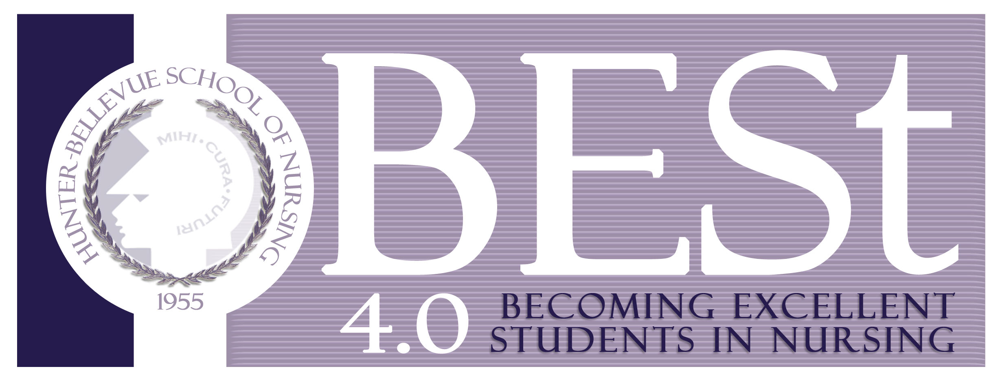 HUNTER-BELLEVUE SCHOOL OF NURSING
MIHI • CURA • FUTURI
1955
BESt
4.0
BECOMING EXCELLENT
STUDENTS IN NURSING